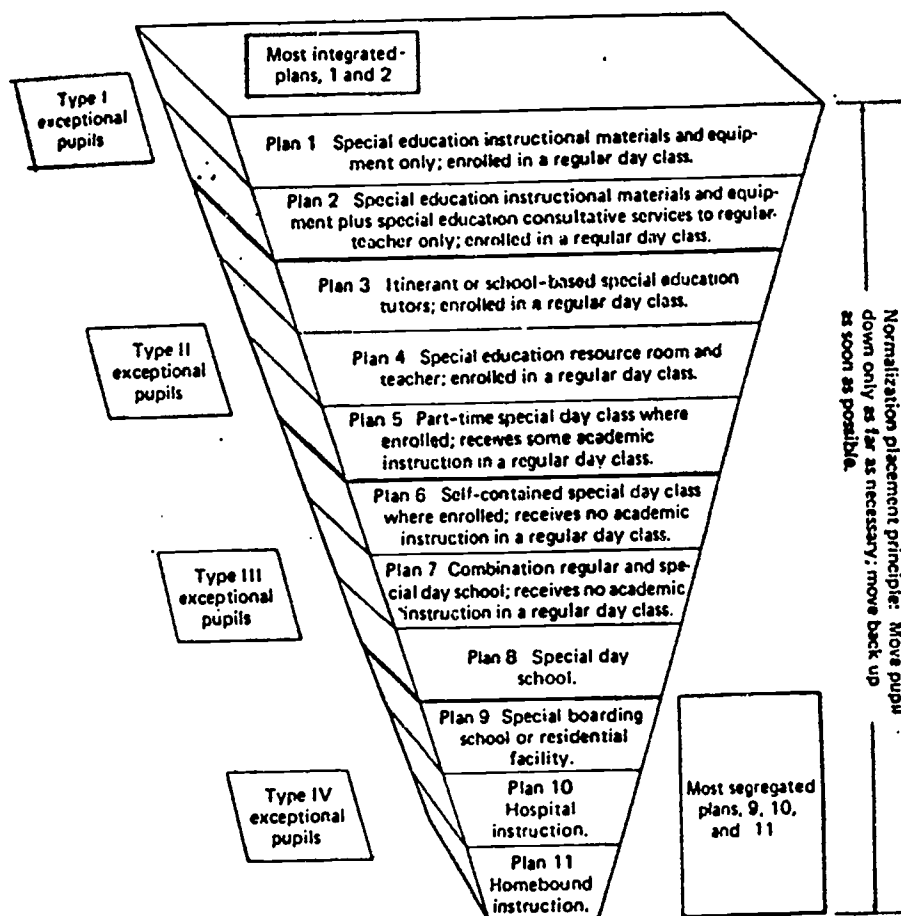 Most integrated-
plans, 1 and 2
Type I
exceptional
pupils
Plan 1 Special education instructional materials and equip-
ment only; enrolled in a regular day class.
Plan 2 Special education instructional materials and equip-
ment plus special education consultative services to regular-
teacher only; enrolled in a regular day class.
Plan 3 Itinerant or school-based special education
tutors; enrolled in a regular day class.
Type II
exceptional
pupils
Plan 4 Special education resource room and
teacher; enrolled in a regular day class.
Plan 5 Part-time special day class where
enrolled; receives some academic
instruction in a regular day class.
Plan 6 Self-contained special day class
where enrolled; receives no academic
instruction in a regular day class.
Type III
exceptional
pupils
Plan 7 Combination regular and spe-
cial day school; receives no academic
instruction in a regular day class.
Plan 8 Special day
school.
Plan 9 Special boarding
school or residential
facility.
Type IV
exceptional
pupils
Plan 10
Hospital
instruction.
Plan 11
Homebound
instruction.
Most segregated
plans, 9, 10,
and 11
Normalization placement principle: Move pupil
down only as far as necessary; move back up
as soon as possible.